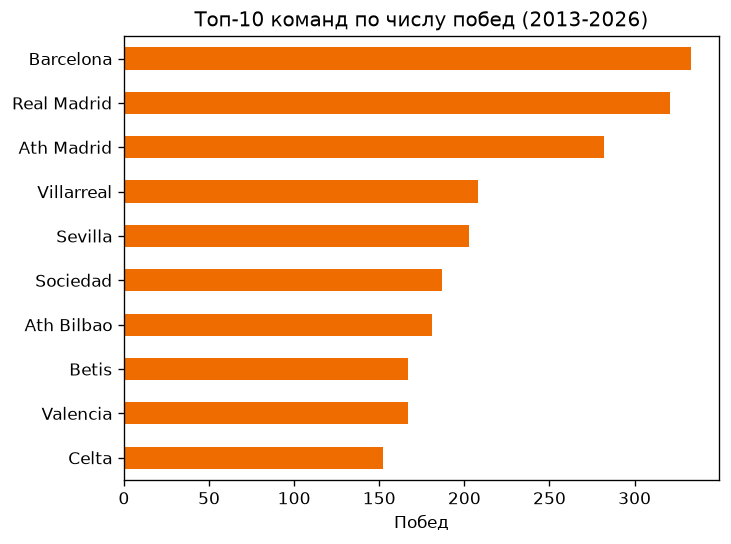 Топ-10 команд по числу побед (2013-2026)
Barcelona
Real Madrid
Ath Madrid
Villarreal
Sevilla
Sociedad
Ath Bilbao
Betis
Valencia
Celta
0 50 100 150 200 250 300
Побед